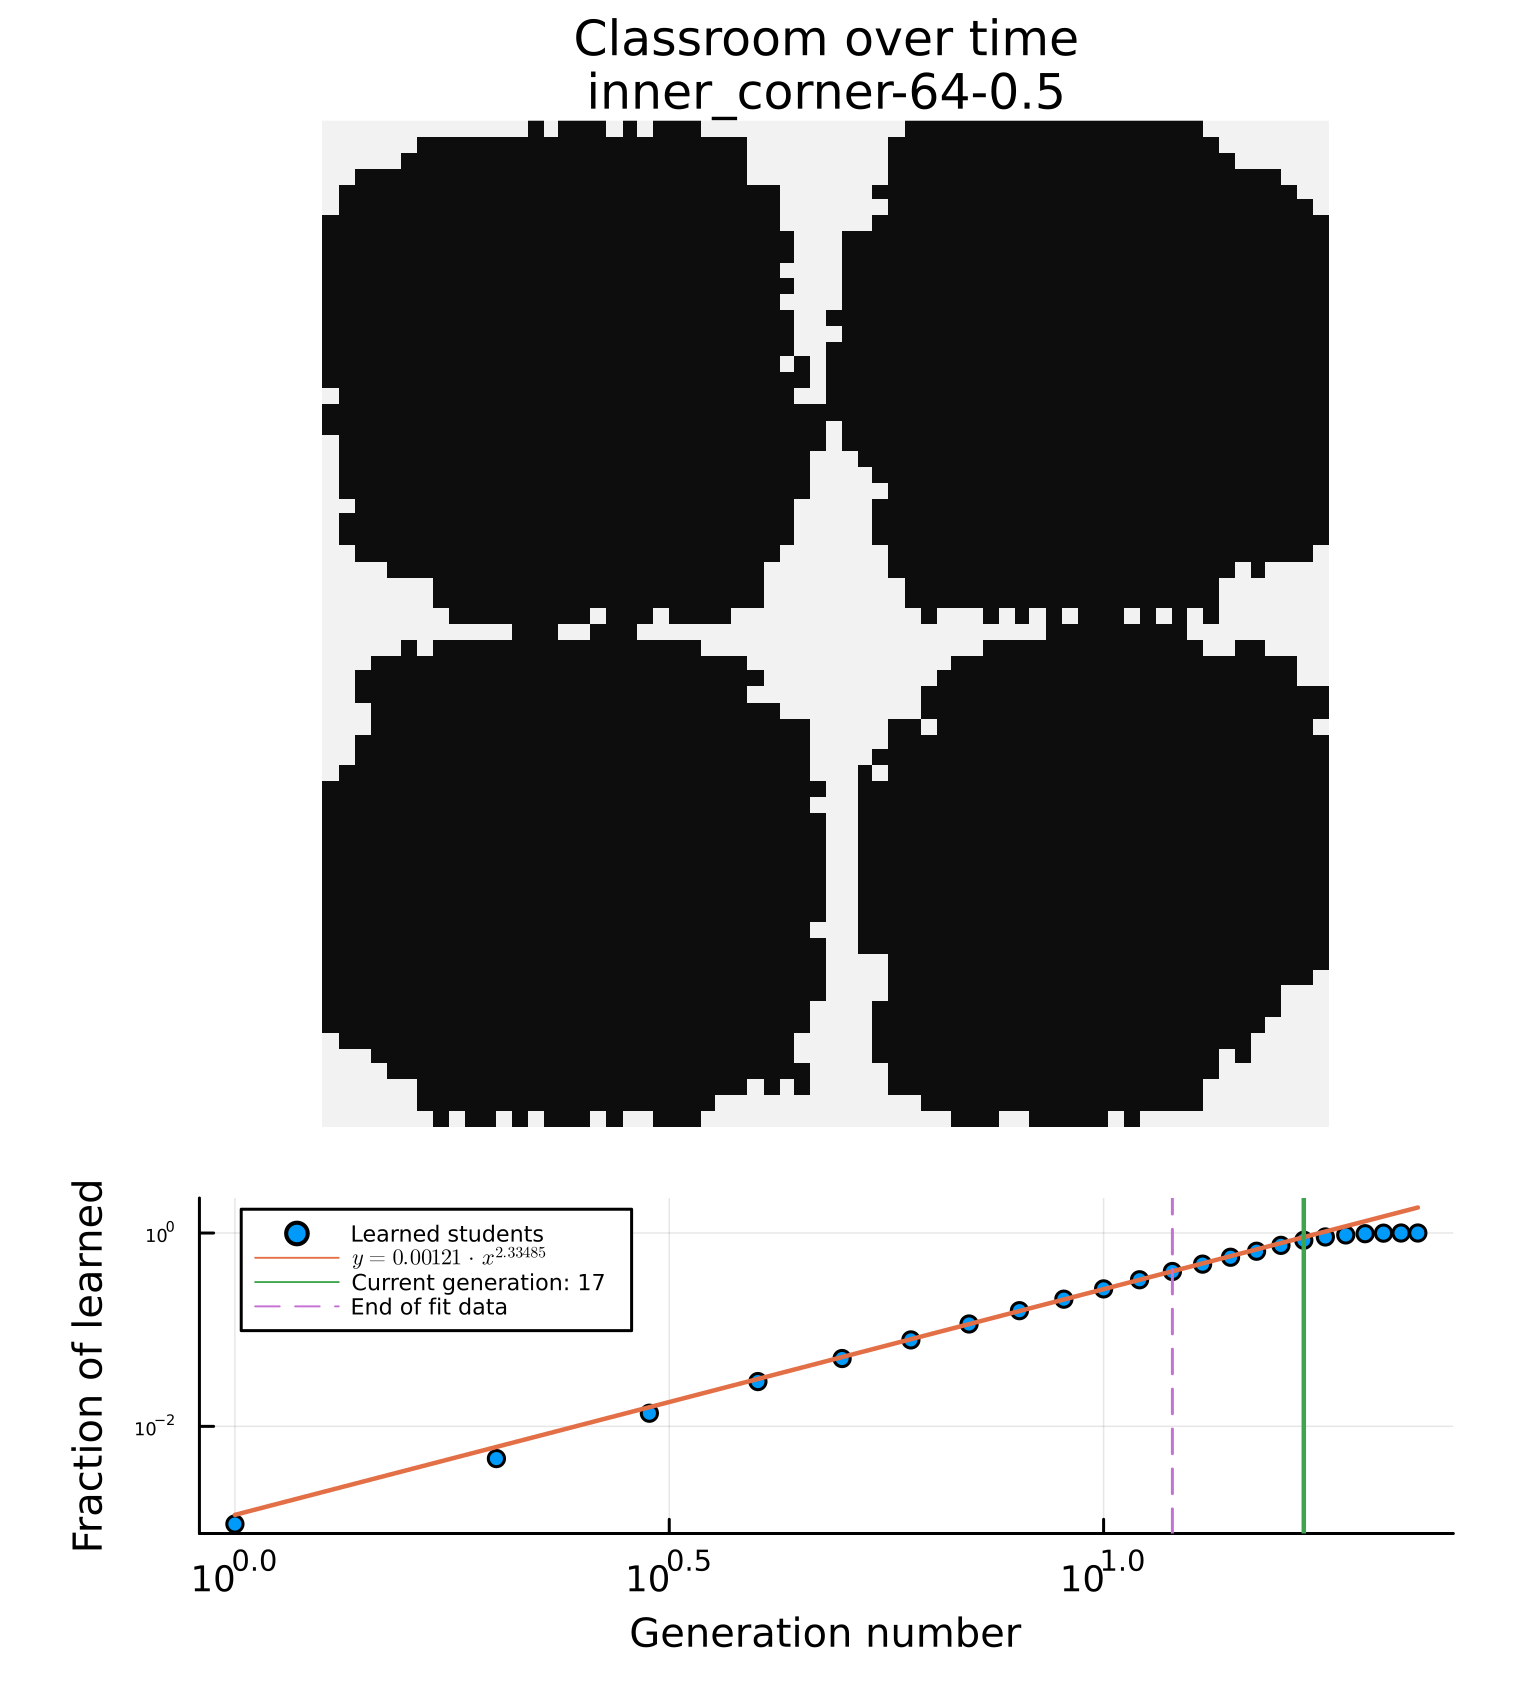 Classroom over time
inner_corner-64-0.5
Fraction of learned
10^0
10^−2
Learned students
y = 0.00121 · x^2.33485
Current generation: 17
End of fit data
10^0.0
10^0.5
10^1.0
Generation number